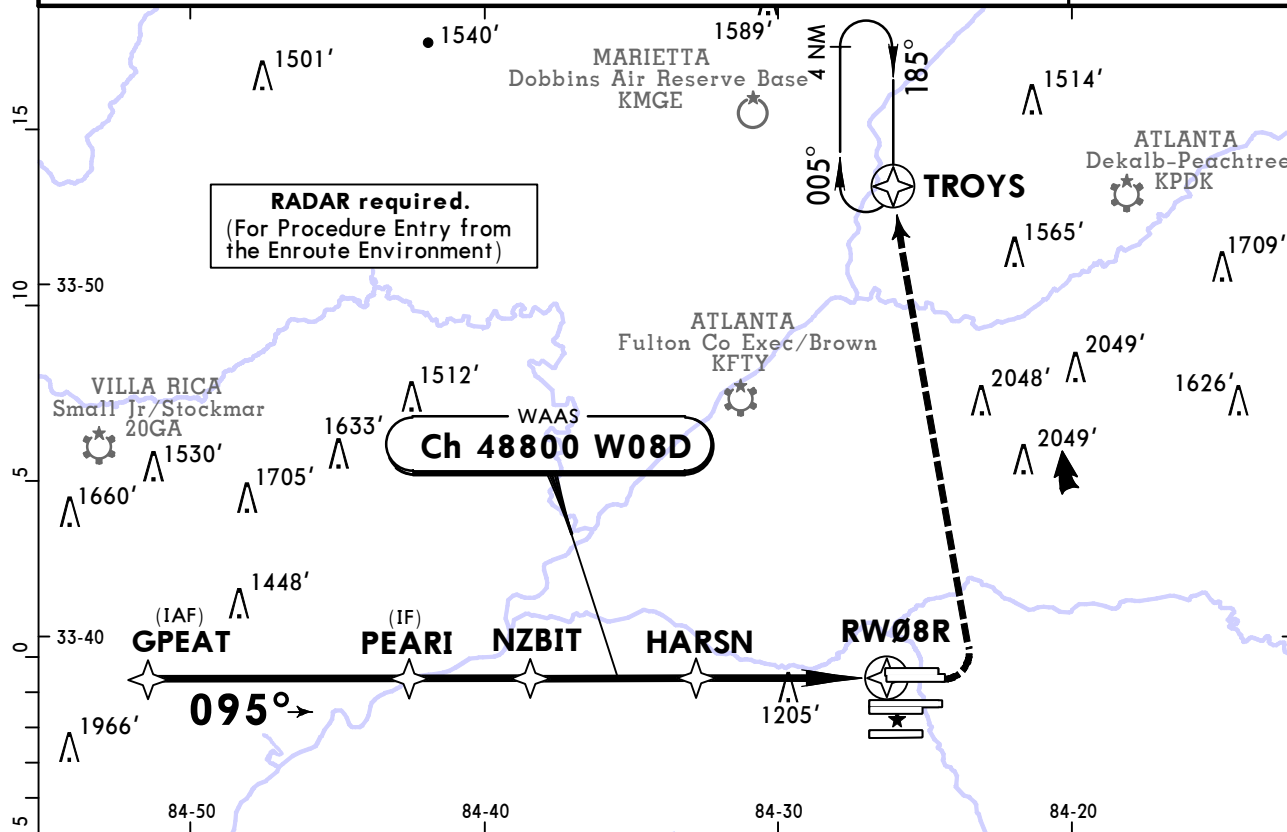 1501′
1540′
1589′
MARIETTA
Dobbins Air Reserve Base
KMGE
4 NM
185°
005°
1514′
ATLANTA
Dekalb-Peachtree
KPDK
15
RADAR required.
(For Procedure Entry from
the Enroute Environment)
TROYS
1565′
1709′
10
33-50
ATLANTA
Fulton Co Exec/Brown
KFTY
2049′
2048′
1626′
VILLA RICA
Small Jr/Stockmar
20GA
1512′
1633′
WAAS
Ch 48800 W08D
1530′
1705′
1660′
2049′
5
1448′
(IAF)
GPEAT
(IF)
PEARI
NZBIT
HARSN
RWØ8R
0
33-40
095°
1205′
1966′
5
84-50
84-40
84-30
84-20